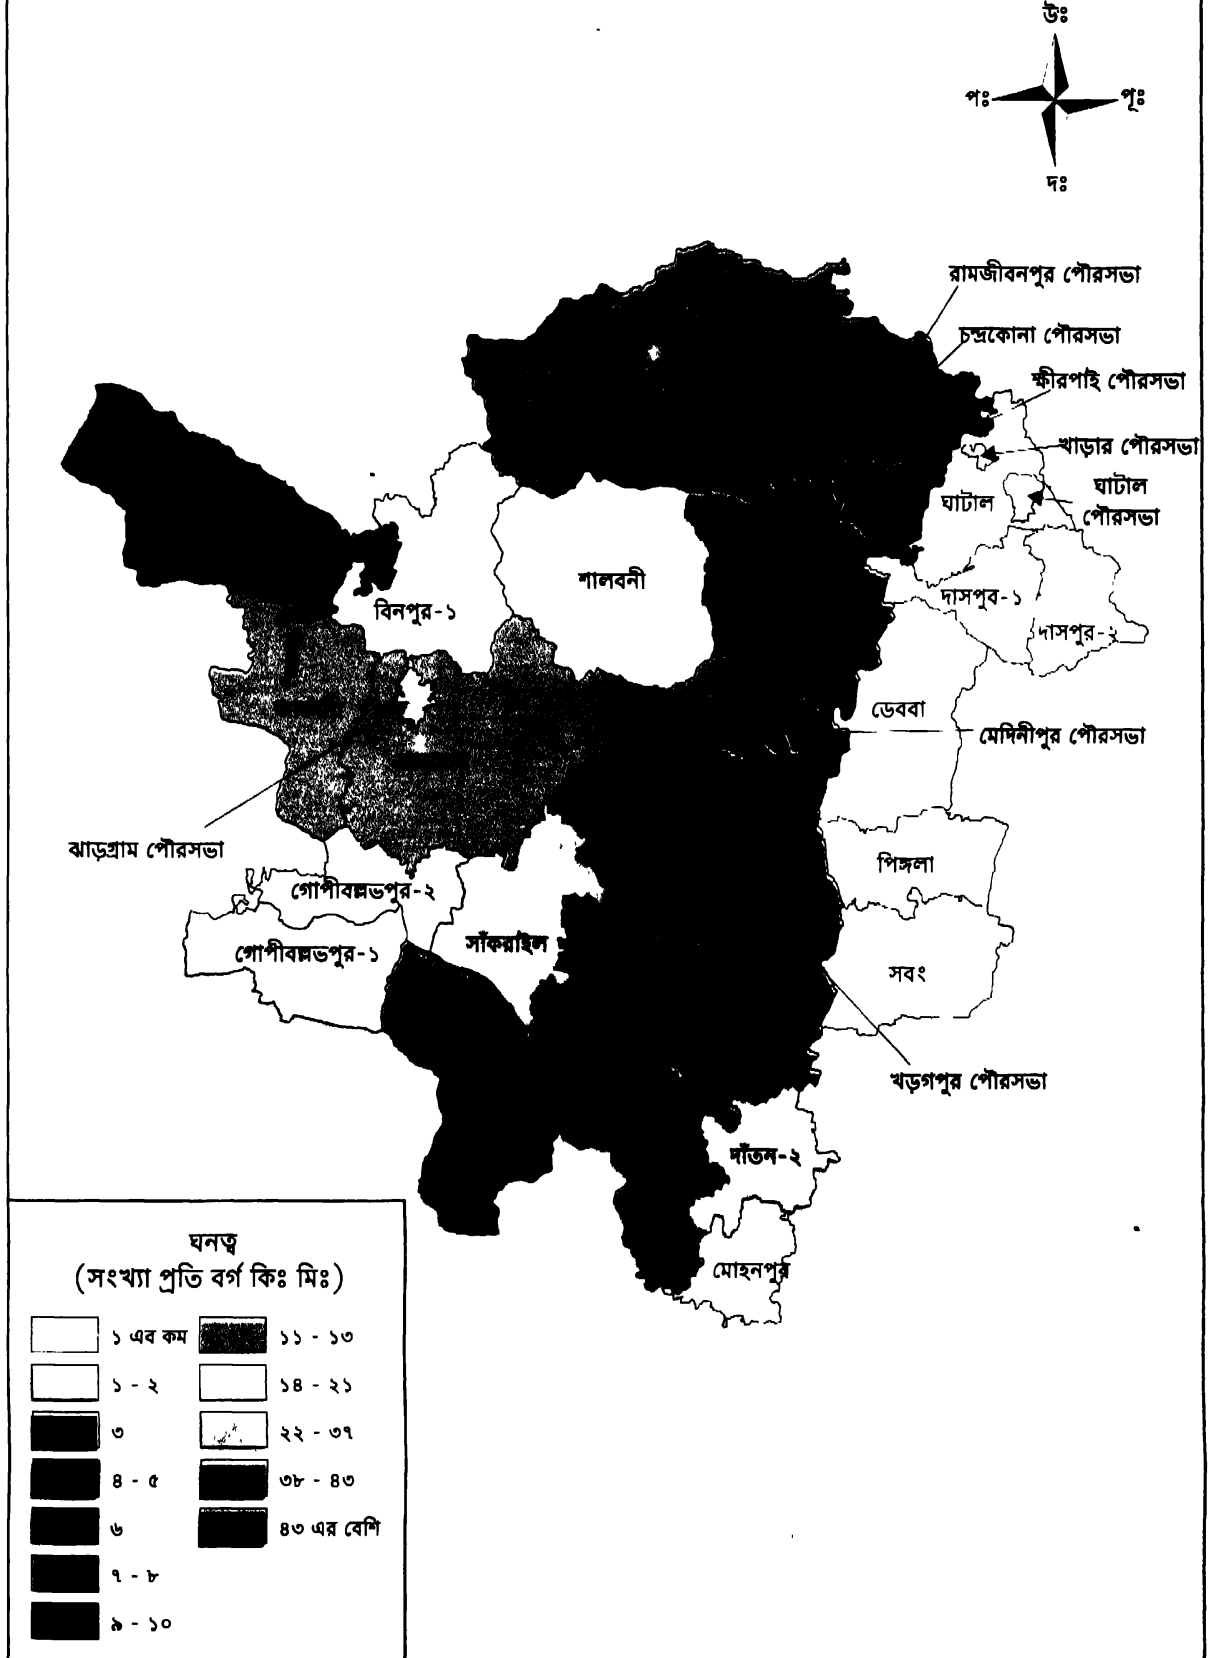 উঃ
পঃ
পূঃ
দঃ
রামজীবনপুর পৌরসভা
চন্দ্রকোনা পৌরসভা
ক্ষীরপাই পৌরসভা
খাড়ার পৌরসভা
ঘাটাল
ঘাটাল
পৌরসভা
শালবনী
বিনপুর-১
দাসপুব-১
দাসপুর-২
ডেববা
মেদিনীপুর পৌরসভা
ঝাড়গ্রাম পৌরসভা
পিঙ্গলা
গোপীবল্লভপুর-২
সাঁকরাইল
গোপীবল্লভপুর-১
সবং
খড়গপুর পৌরসভা
দাঁতন-২
মোহনপুর
ঘনত্ব
(সংখ্যা প্রতি বর্গ কিঃ মিঃ)
১ এব কম
১১ - ১৩
১ - ২
১৪ - ২১
৩
২২ - ৩৭
৪ - ৫
৩৮ - ৪৩
৬
৪৩ এর বেশি
৭ - ৮
৯ - ১০